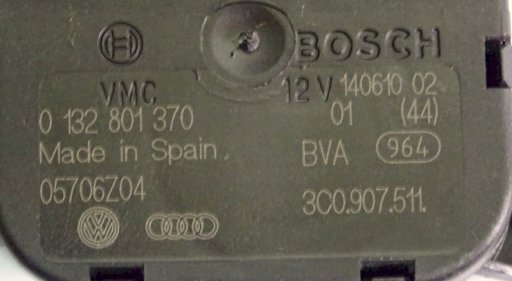 BOSCH
VMC 12V 140610 02
0 132 801 370 01 (44)
Made in Spain. BVA 964
05706Z04 3C0.907.511.